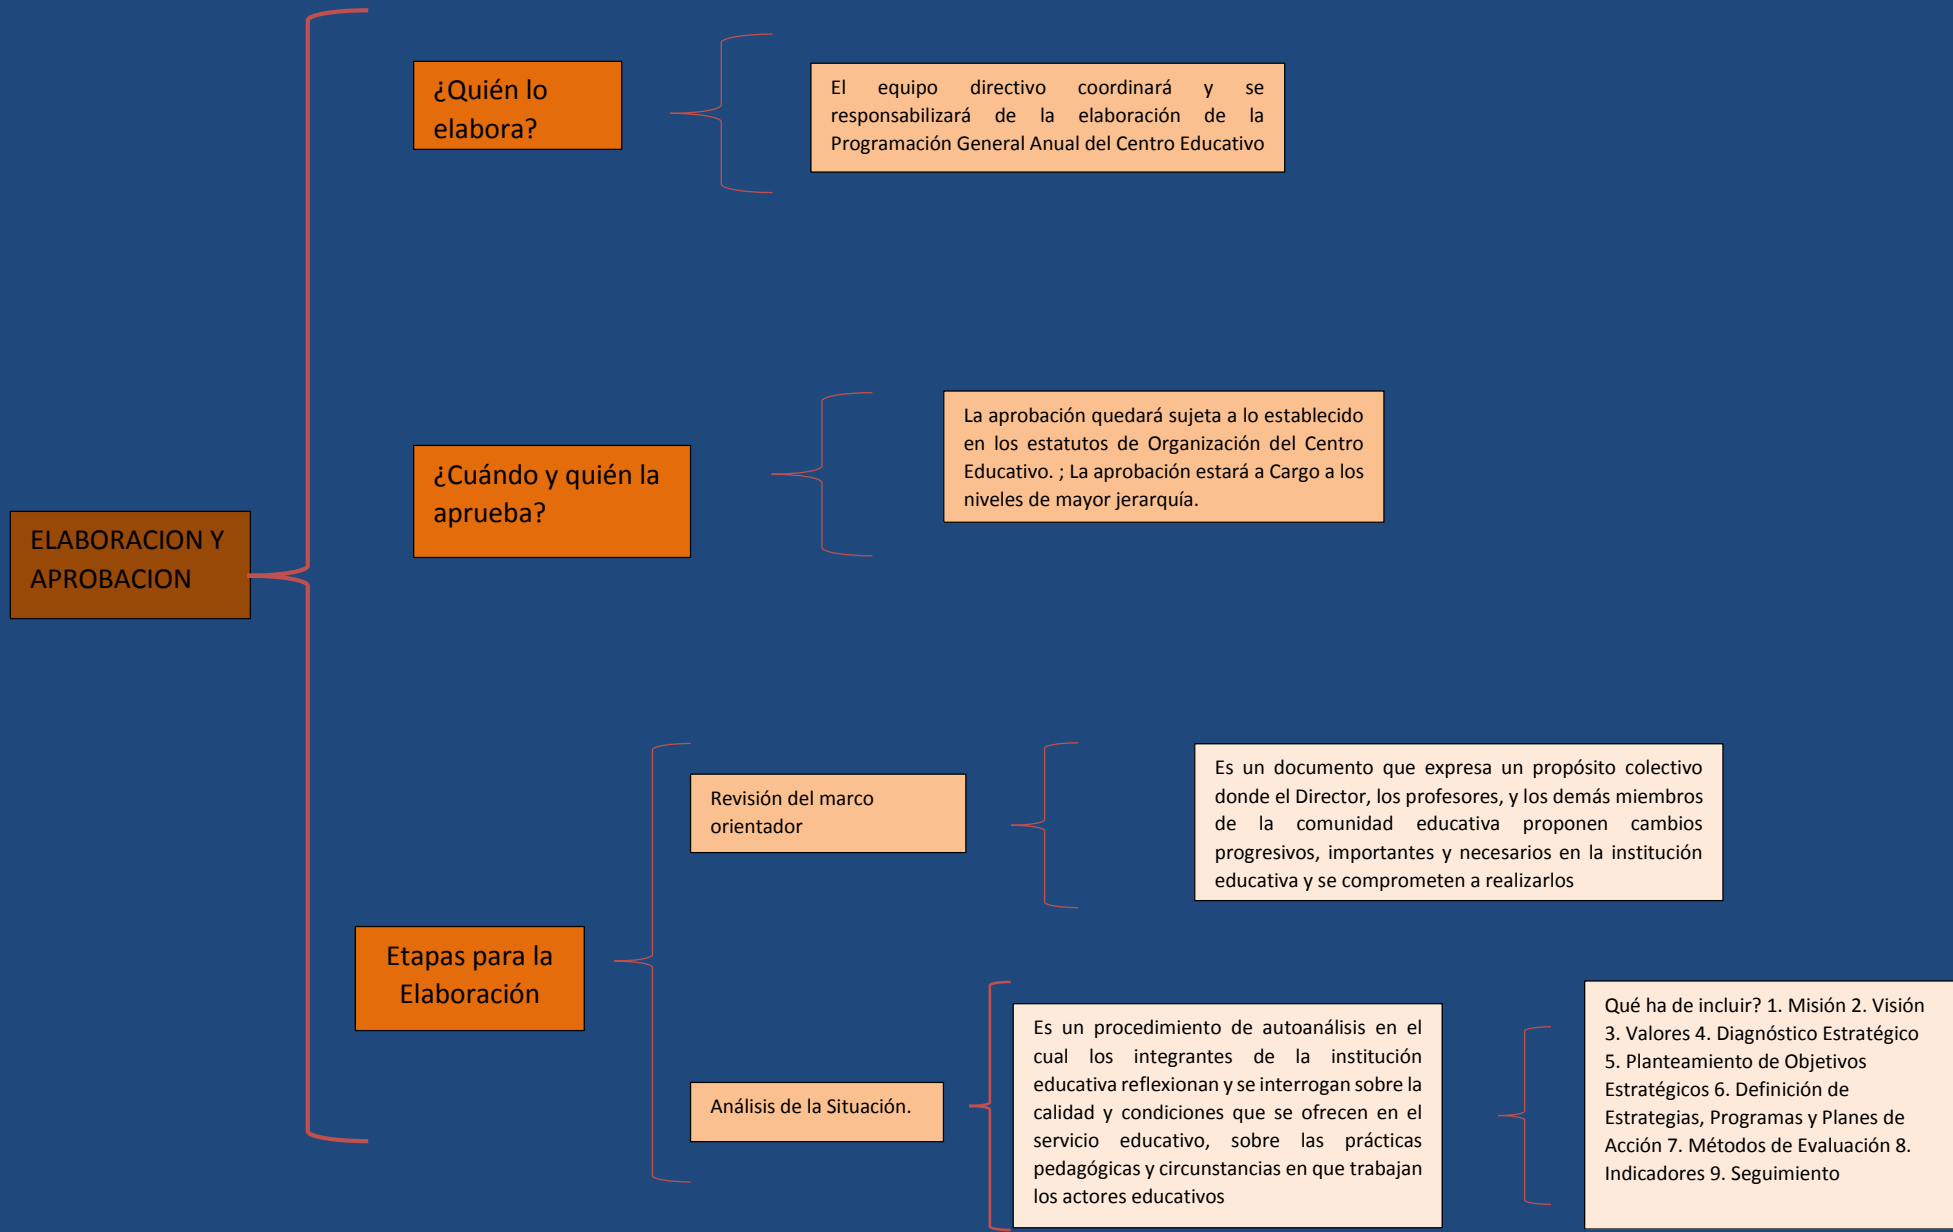 ELABORACION Y
APROBACION
¿Quién lo
elabora?
El equipo directivo coordinará y se
responsabilizará de la elaboración de la
Programación General Anual del Centro Educativo
¿Cuándo y quién la
aprueba?
La aprobación quedará sujeta a lo establecido
en los estatutos de Organización del Centro
Educativo. ; La aprobación estará a Cargo a los
niveles de mayor jerarquía.
Etapas para la
Elaboración
Revisión del marco
orientador
Es un documento que expresa un propósito colectivo
donde el Director, los profesores, y los demás miembros
de la comunidad educativa proponen cambios
progresivos, importantes y necesarios en la institución
educativa y se comprometen a realizarlos
Análisis de la Situación.
Es un procedimiento de autoanálisis en el
cual los integrantes de la institución
educativa reflexionan y se interrogan sobre la
calidad y condiciones que se ofrecen en el
servicio educativo, sobre las prácticas
pedagógicas y circunstancias en que trabajan
los actores educativos
Qué ha de incluir? 1. Misión 2. Visión
3. Valores 4. Diagnóstico Estratégico
5. Planteamiento de Objetivos
Estratégicos 6. Definición de
Estrategias, Programas y Planes de
Acción 7. Métodos de Evaluación 8.
Indicadores 9. Seguimiento